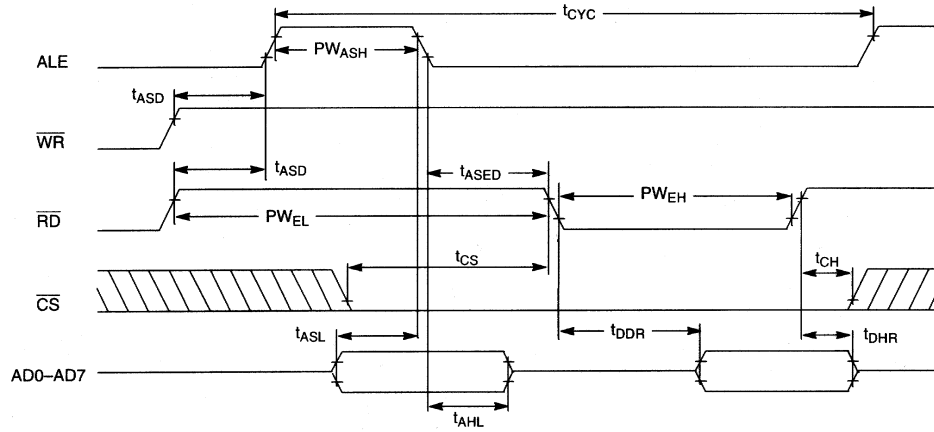 tCYC
ALE
PWASH
tASD
WR
tASD
tASED
RD
PWEL
PWEH
tCS
tCH
CS
tASL
tDDR
tDHR
AD0–AD7
tAHL